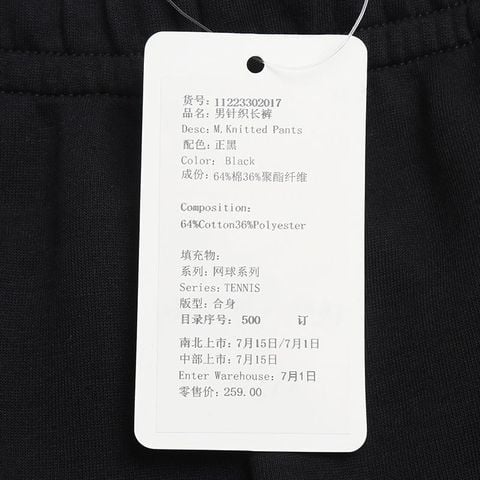 货号: 11223302017
品名: 男针织长裤
Desc: M.Knitted Pants
配色: 正黑
Color: Black
成份: 64%棉36%聚酯纤维
Composition:
64%Cotton36%Polyester
填充物:
系列: 网球系列
Series: TENNIS
版型: 合身
目录序号: 500 订
南北上市: 7月15日/7月1日
中部上市: 7月15日
Enter Warehouse: 7月1日
零售价: 259.00